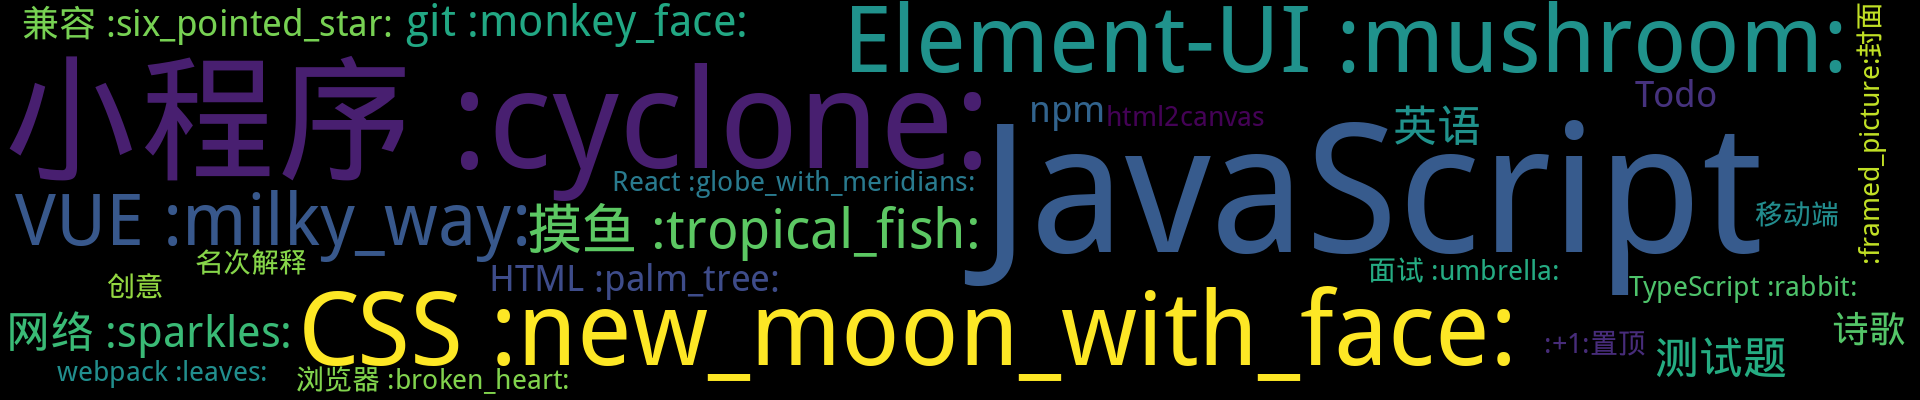 兼容 :six_pointed_star:
git :monkey_face:
Element-UI :mushroom:
:framed_picture:封面
小程序 :cyclone:
npm
html2canvas
英语
Todo
JavaScript
React :globe_with_meridians:
VUE :milky_way:
摸鱼 :tropical_fish:
移动端
名次解释
HTML :palm_tree:
面试 :umbrella:
TypeScript :rabbit:
创意
CSS :new_moon_with_face:
网络 :sparkles:
:+1:置顶
测试题
诗歌
webpack :leaves:
浏览器 :broken_heart: